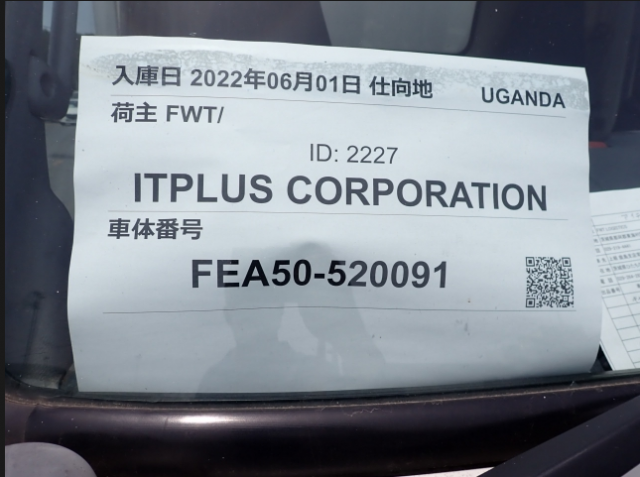 入庫日 2022年06月01日 仕向地 UGANDA
荷主 FWT/
ID: 2227
ITPLUS CORPORATION
車体番号
FEA50-520091